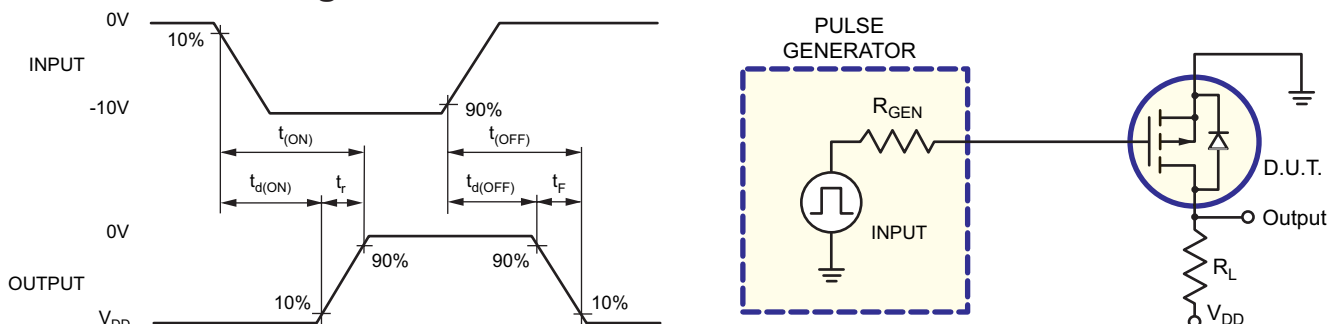 0V
10%
INPUT
-10V
90%
t(ON)
t(OFF)
td(ON)
tr
td(OFF)
tF
0V
90%
90%
OUTPUT
10%
10%
VDD
PULSE
GENERATOR
RGEN
INPUT
D.U.T.
Output
RL
VDD